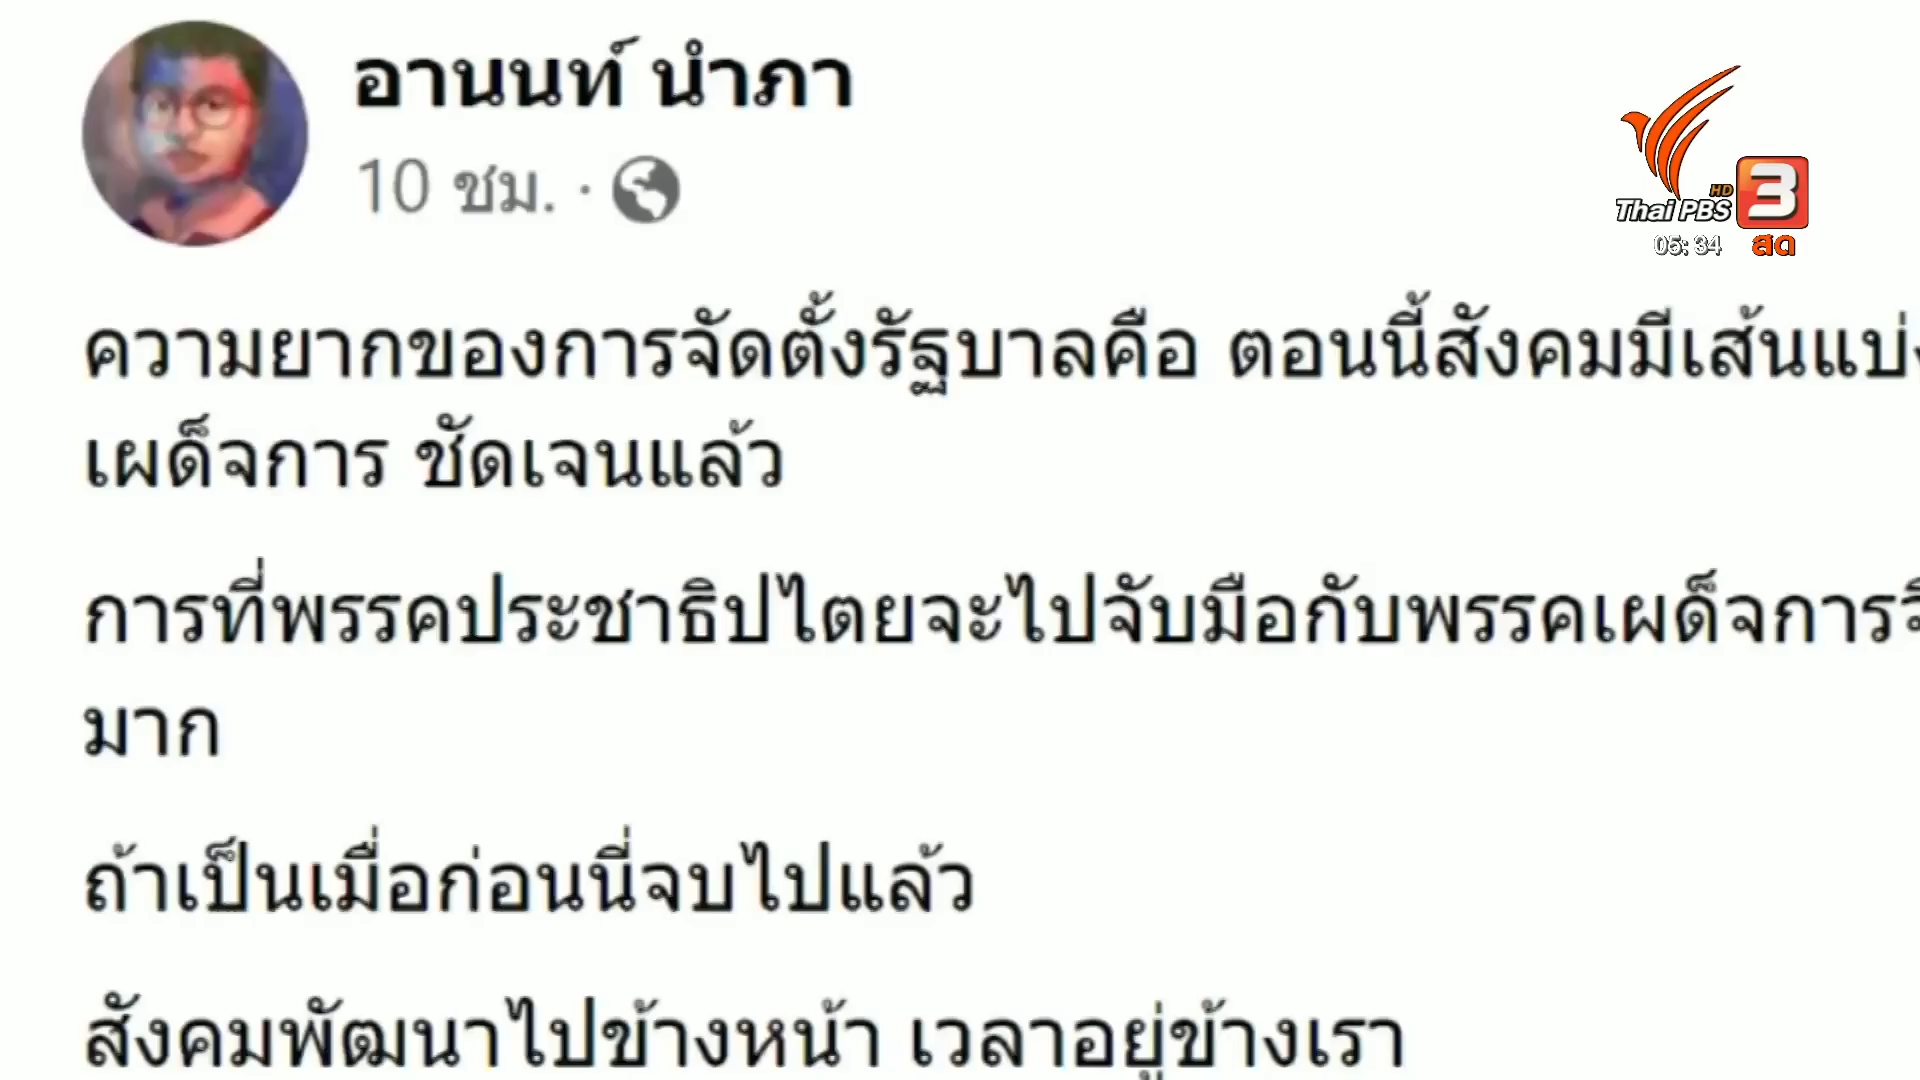 อานนท์ นำภา
10 ชม. ·
HD
Thai PBS 3
05:34 สด
ความยากของการจัดตั้งรัฐบาลคือ ตอนนี้สังคมมีเส้นแบ่ง
เผด็จการ ชัดเจนแล้ว
การที่พรรคประชาธิปไตยจะไปจับมือกับพรรคเผด็จการ
มาก
ถ้าเป็นเมื่อก่อนนี่จบไปแล้ว
สังคมพัฒนาไปข้างหน้า เวลาอยู่ข้างเรา